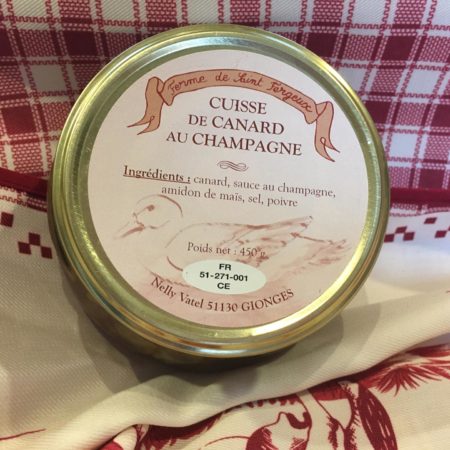 Ferme de Saint Fergeux
CUISSE
DE CANARD
AU CHAMPAGNE
Ingrédients : canard, sauce au champagne,
amidon de maïs, sel, poivre
Poids net : 450 g
FR
51-271-001
CE
Nelly Vatel 51130 GIONGES